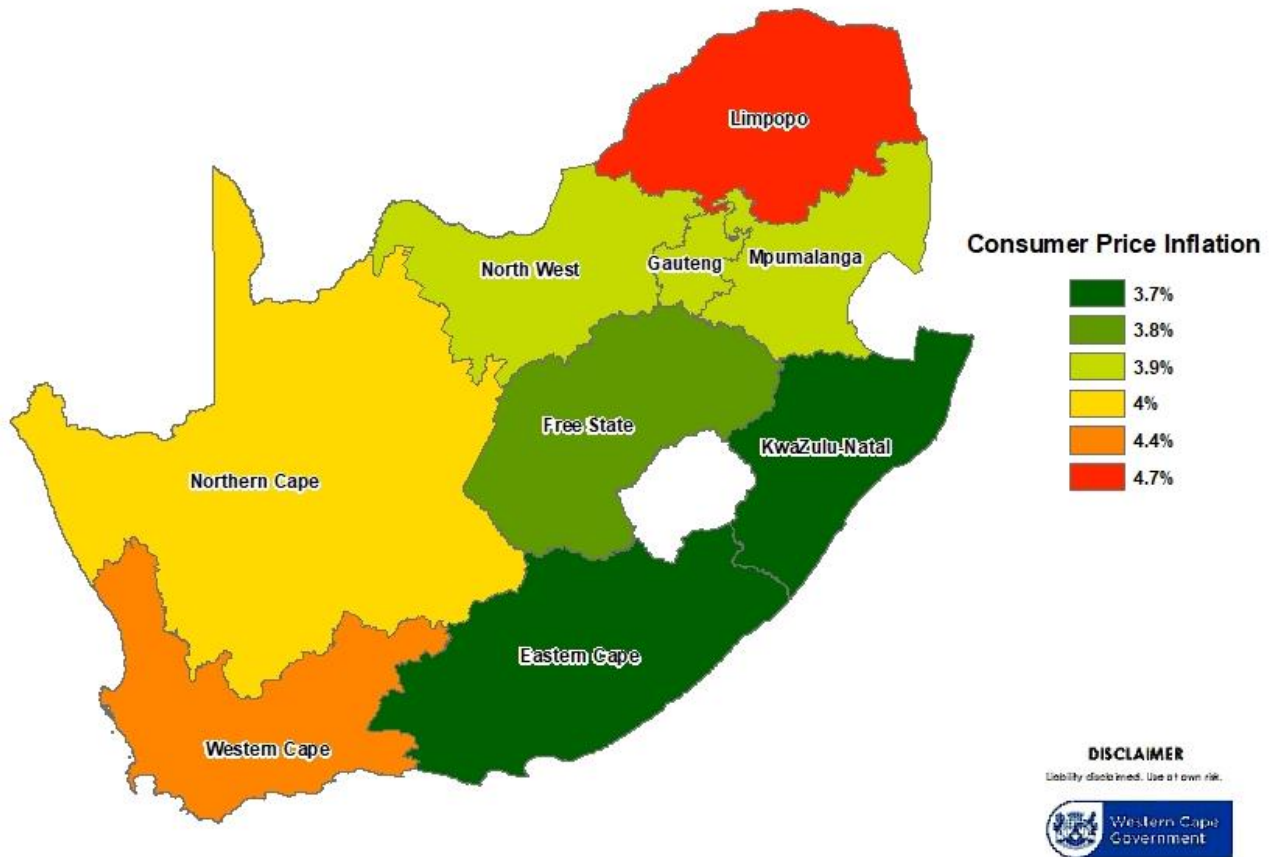 Limpopo
North West
Gauteng
Mpumalanga
Free State
KwaZulu-Natal
Northern Cape
Eastern Cape
Western Cape
Consumer Price Inflation
3.7%
3.8%
3.9%
4%
4.4%
4.7%
DISCLAIMER
Liability disclaimed. Use at own risk.
Western Cape
Government